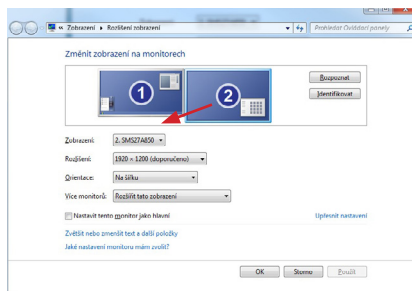 « Zobrazení ▸ Rozlišení zobrazení
Prohledat Ovládací panely
Změnit zobrazení na monitorech
1
2
Rozpoznat
Identifikovat
Zobrazení: 2. SMS27A850
Rozlišení: 1920 × 1200 (doporučeno)
Orientace: Na šířku
Více monitorů: Rozšířit tato zobrazení
Nastavit tento monitor jako hlavní
Upřesnit nastavení
Zvětšit nebo zmenšit text a další položky
Jaké nastavení monitoru mám zvolit?
OK Storno Použít